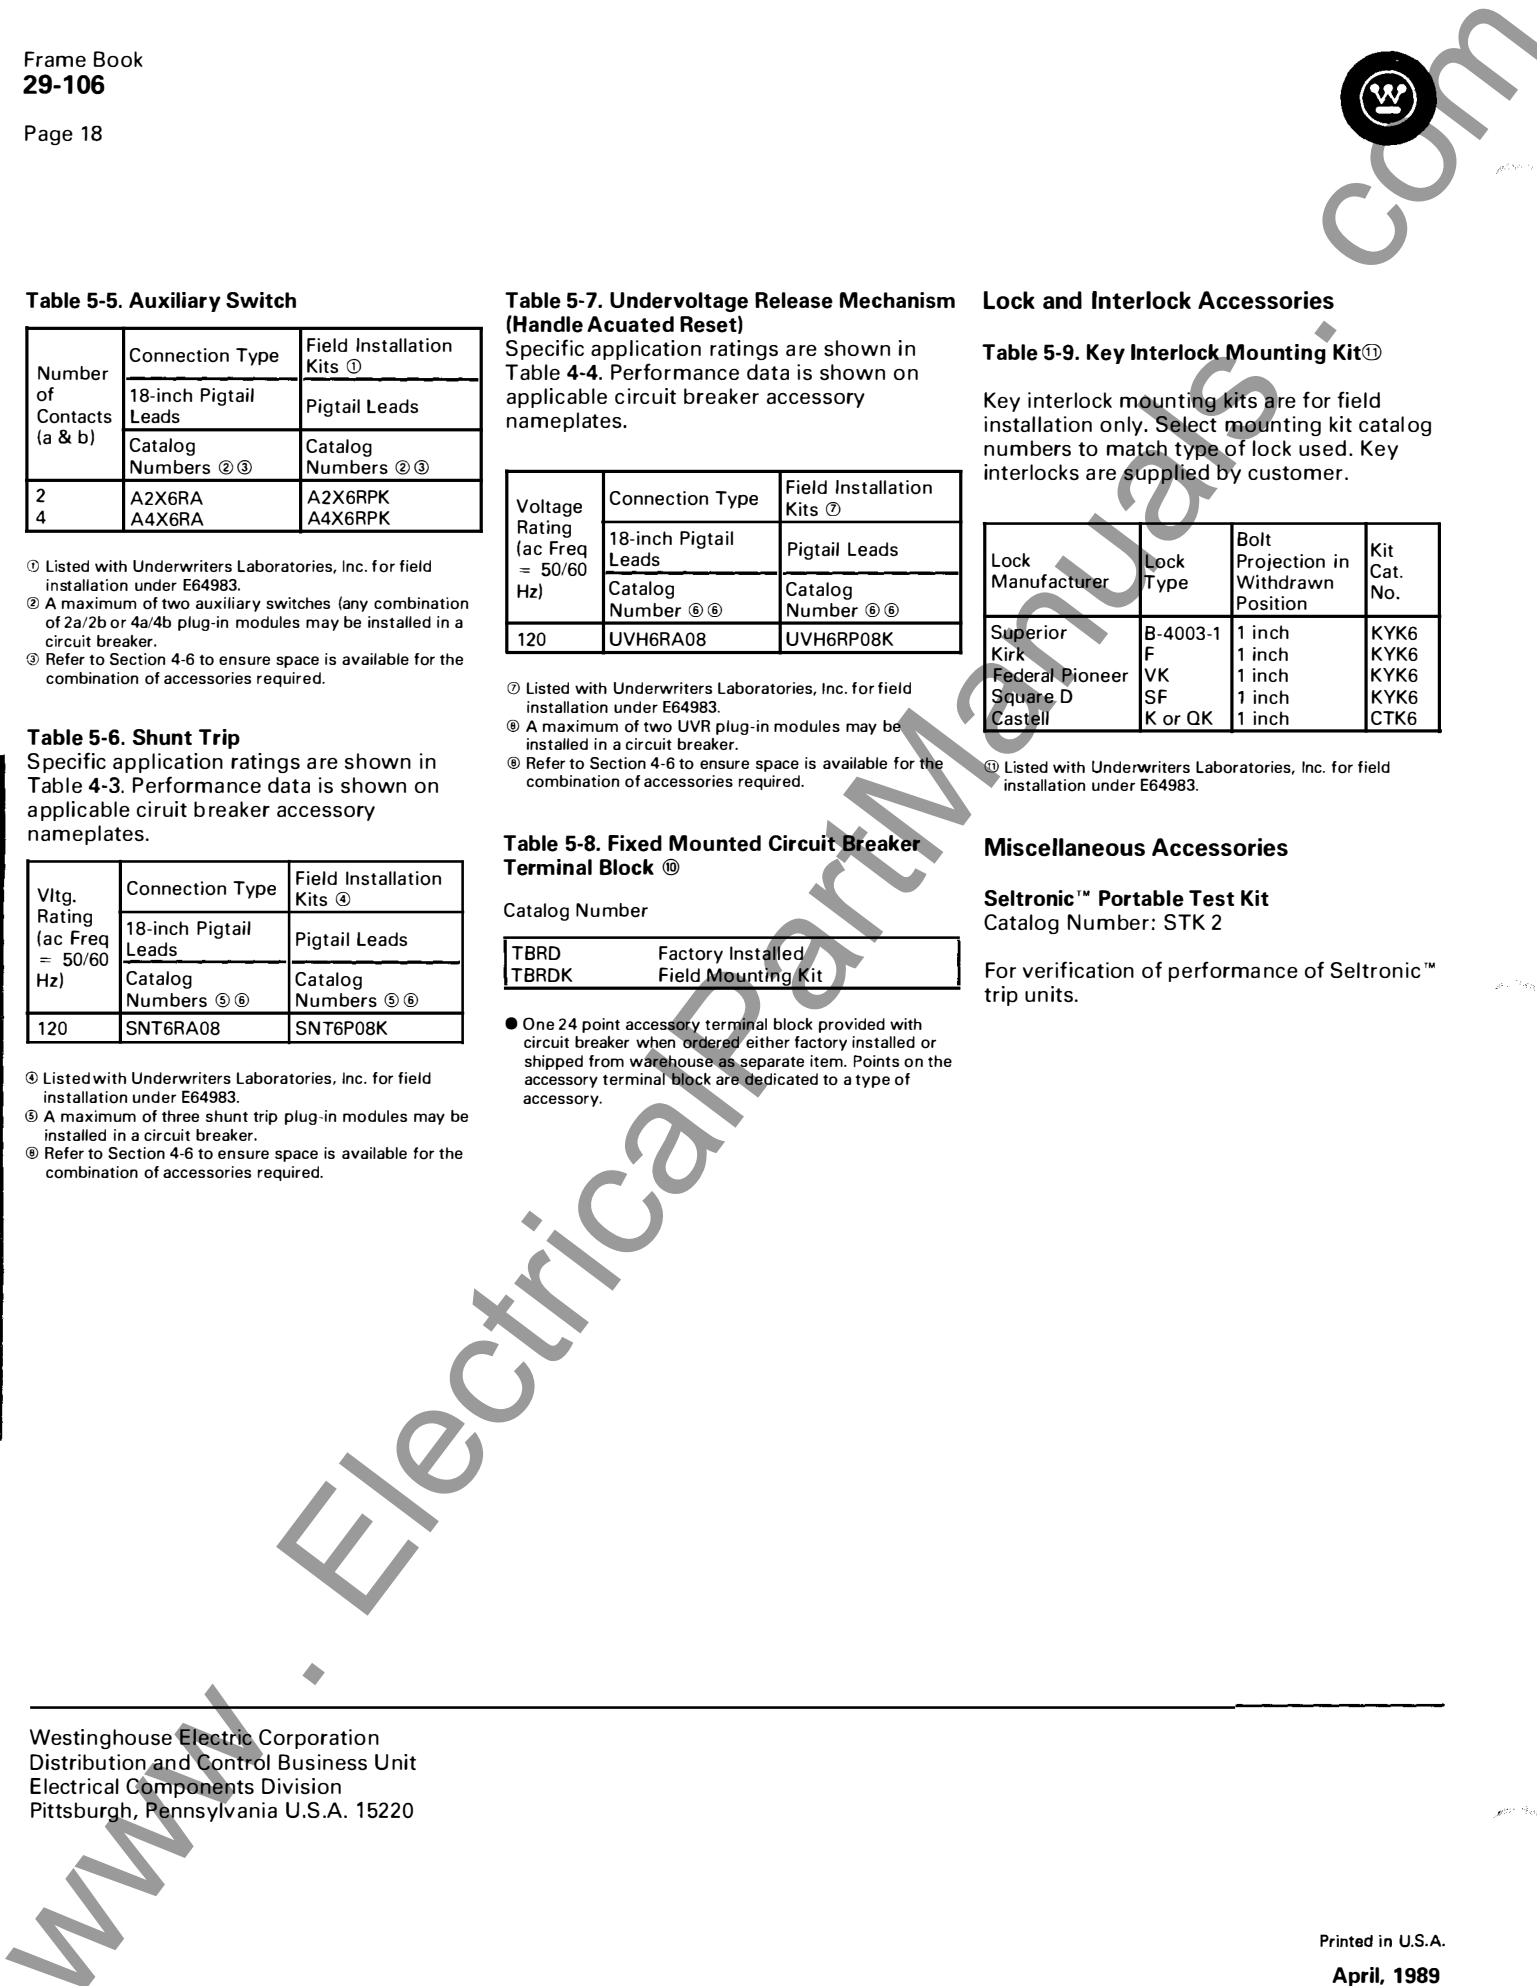 Frame Book
29-106
Page 18
W
Table 5-5. Auxiliary Switch
Number of Contacts (a & b)
Connection Type
Field Installation Kits ①
18-inch Pigtail Leads
Pigtail Leads
Catalog Numbers ②③
Catalog Numbers ②③
2 A2X6RA A2X6RPK
4 A4X6RA A4X6RPK
① Listed with Underwriters Laboratories, Inc. for field
installation under E64983.
② A maximum of two auxiliary switches (any combination
of 2a/2b or 4a/4b plug-in modules may be installed in a
circuit breaker.
③ Refer to Section 4-6 to ensure space is available for the
combination of accessories required.
Table 5-6. Shunt Trip
Specific application ratings are shown in
Table 4-3. Performance data is shown on
applicable ciruit breaker accessory
nameplates.
Vltg. Rating (ac Freq = 50/60 Hz)
Connection Type
Field Installation Kits ④
18-inch Pigtail Leads
Pigtail Leads
Catalog Numbers ⑤⑥
Catalog Numbers ⑤⑥
120 SNT6RA08 SNT6P08K
④ Listed with Underwriters Laboratories, Inc. for field
installation under E64983.
⑤ A maximum of three shunt trip plug-in modules may be
installed in a circuit breaker.
⑥ Refer to Section 4-6 to ensure space is available for the
combination of accessories required.
Table 5-7. Undervoltage Release Mechanism
(Handle Acuated Reset)
Specific application ratings are shown in
Table 4-4. Performance data is shown on
applicable circuit breaker accessory
nameplates.
Voltage Rating (ac Freq = 50/60 Hz)
Connection Type
Field Installation Kits ⑦
18-inch Pigtail Leads
Pigtail Leads
Catalog Number ⑥⑥
Catalog Number ⑥⑥
120 UVH6RA08 UVH6RP08K
⑦ Listed with Underwriters Laboratories, Inc. for field
installation under E64983.
⑧ A maximum of two UVR plug-in modules may be
installed in a circuit breaker.
⑧ Refer to Section 4-6 to ensure space is available for the
combination of accessories required.
Table 5-8. Fixed Mounted Circuit Breaker
Terminal Block ⑩
Catalog Number
TBRD Factory Installed
TBRDK Field Mounting Kit
● One 24 point accessory terminal block provided with
circuit breaker when ordered either factory installed or
shipped from warehouse as separate item. Points on the
accessory terminal block are dedicated to a type of
accessory.
Lock and Interlock Accessories
Table 5-9. Key Interlock Mounting Kit⑪
Key interlock mounting kits are for field
installation only. Select mounting kit catalog
numbers to match type of lock used. Key
interlocks are supplied by customer.
Lock Manufacturer
Lock Type
Bolt Projection in Withdrawn Position
Kit Cat. No.
Superior B-4003-1 1 inch KYK6
Kirk F 1 inch KYK6
Federal Pioneer VK 1 inch KYK6
Square D SF 1 inch KYK6
Castell K or QK 1 inch CTK6
⑪ Listed with Underwriters Laboratories, Inc. for field
installation under E64983.
Miscellaneous Accessories
Seltronic™ Portable Test Kit
Catalog Number: STK 2
For verification of performance of Seltronic™
trip units.
Westinghouse Electric Corporation
Distribution and Control Business Unit
Electrical Components Division
Pittsburgh, Pennsylvania U.S.A. 15220
Printed in U.S.A.
April, 1989
www . ElectricalPartManuals . com